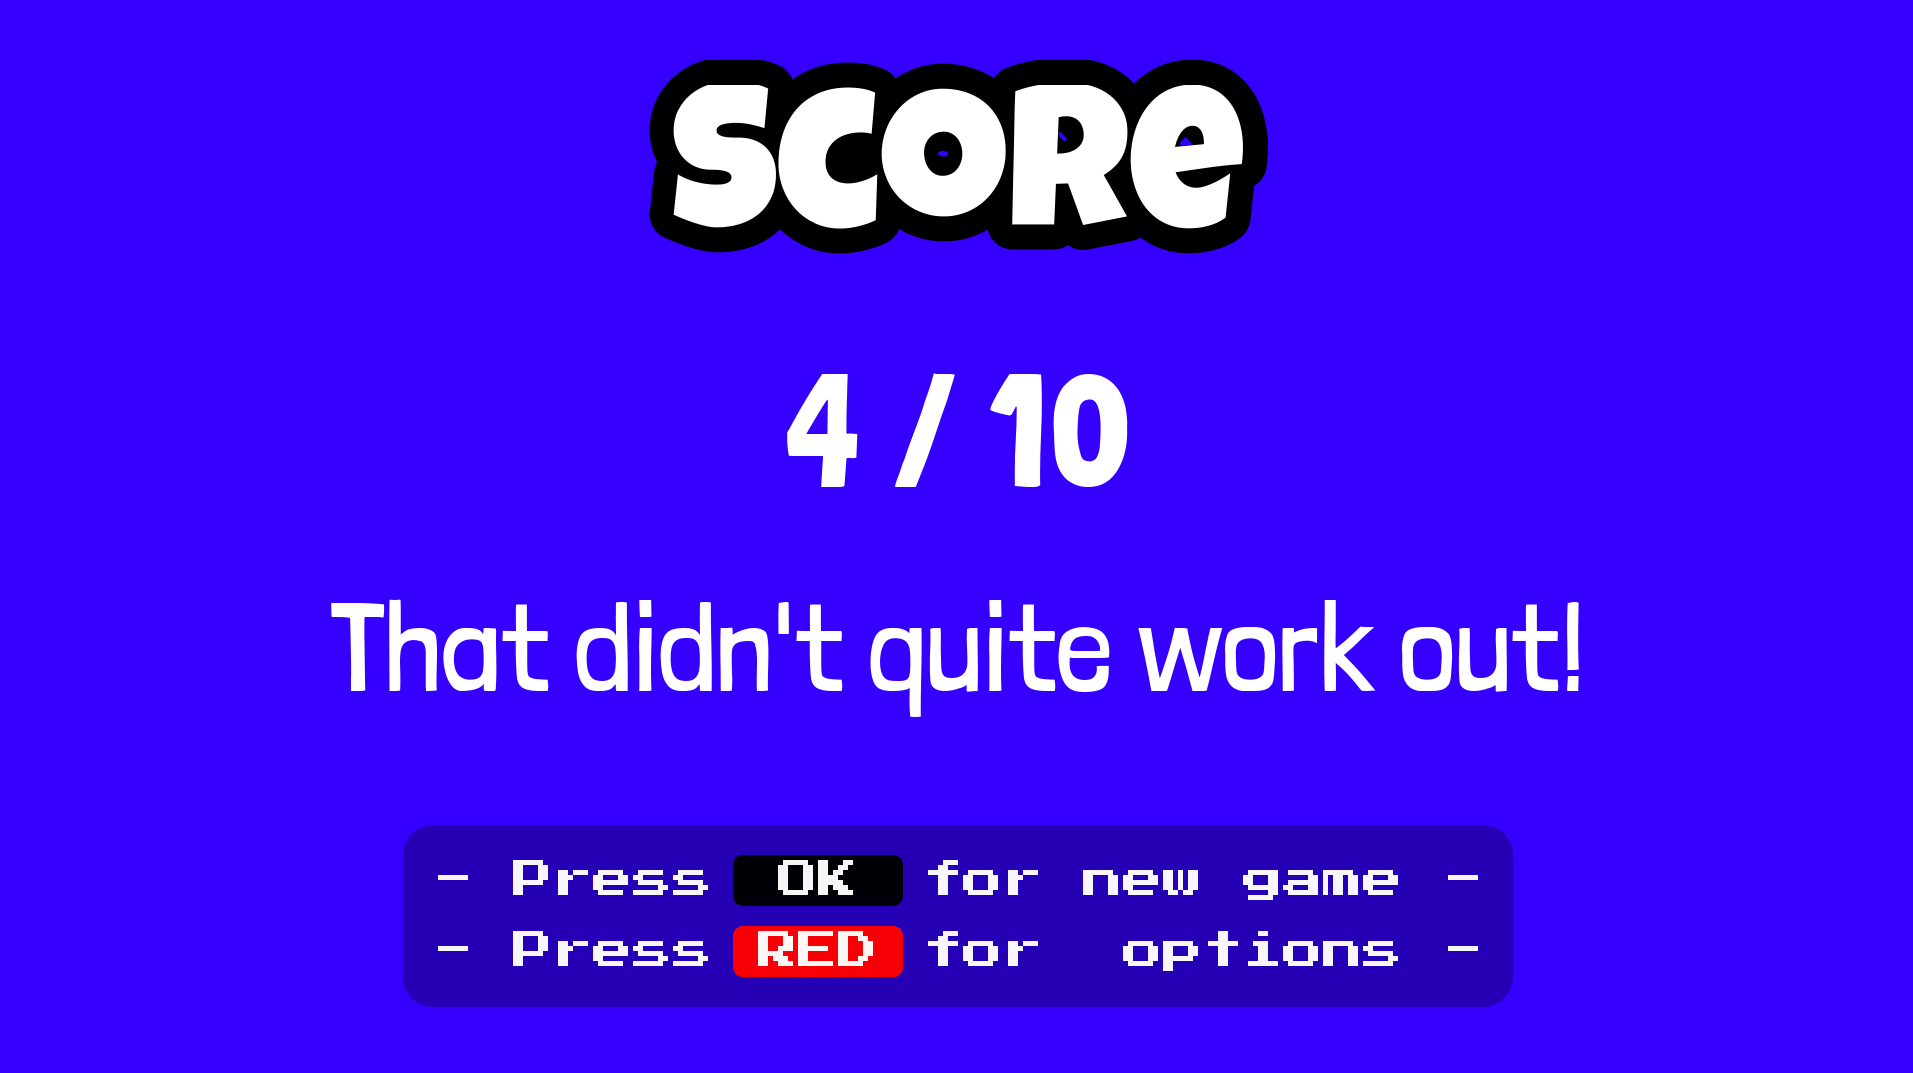 SCORe
4 / 10
That didn't quite work out!
- Press OK for new game -
- Press RED for options -